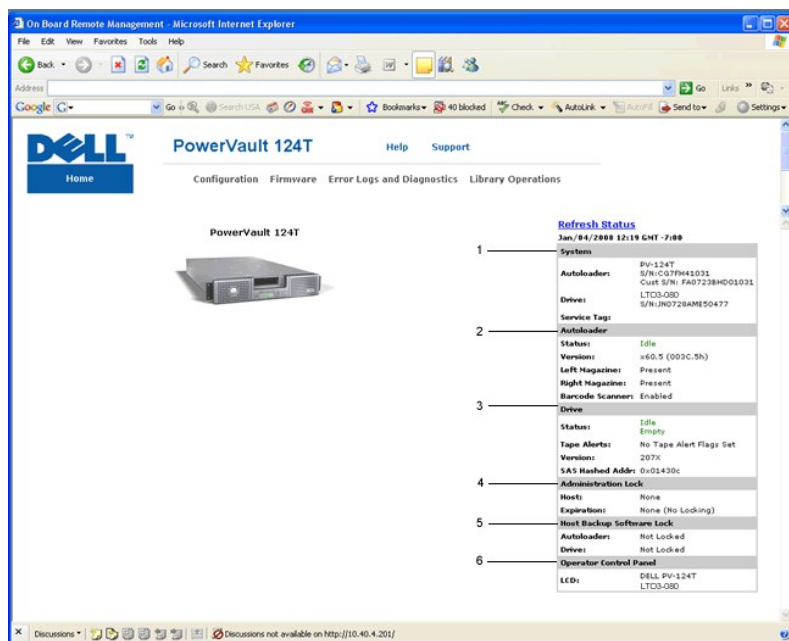 On Board Remote Management - Microsoft Internet Explorer
File Edit View Favorites Tools Help
Back Search Favorites
Address Go Links
Google G Go Search USA Bookmarks 40 blocked Check AutoLink AutoFill Send to Settings
DELL™
PowerVault 124T Help Support
Home
Configuration Firmware Error Logs and Diagnostics Library Operations
PowerVault 124T
Refresh Status
Jan/04/2008 12:19 GMT -7:00
1 System
Autoloader: PV-124T
S/N:CG7FH41031
Cust S/N: FA0723BHD01031
Drive: LTO3-080
S/N:JN0728AME50477
Service Tag:
2 Autoloader
Status: Idle
Version: x60.5 (003C.5h)
Left Magazine: Present
Right Magazine: Present
Barcode Scanner: Enabled
3 Drive
Status: Idle
Empty
Tape Alerts: No Tape Alert Flags Set
Version: 207X
SAS Hashed Addr: 0x01430c
4 Administration Lock
Host: None
Expiration: None (No Locking)
5 Host Backup Software Lock
Autoloader: Not Locked
Drive: Not Locked
6 Operator Control Panel
LCD: DELL PV-124T
LTO3-080
Discussions Discussions not available on http://10.40.4.201/